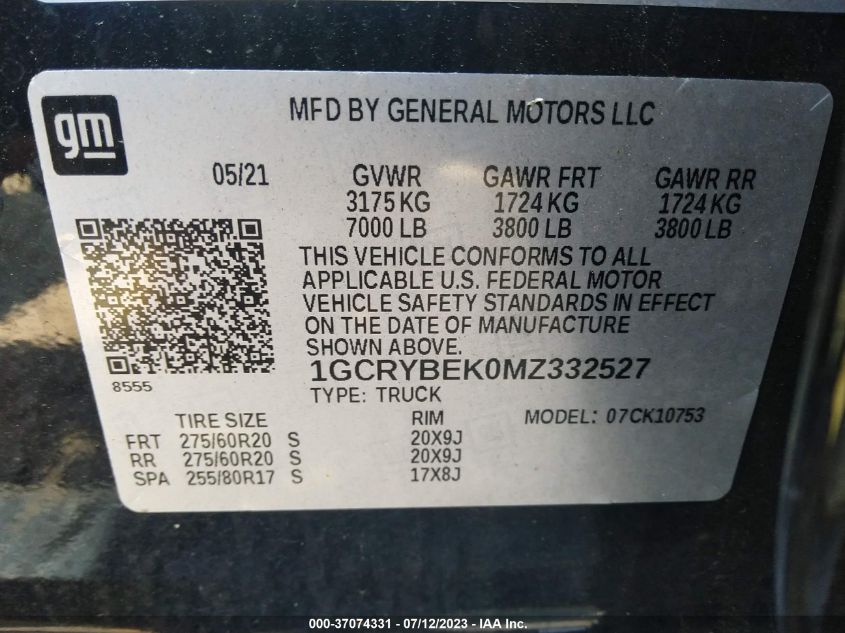 gm
MFD BY GENERAL MOTORS LLC
05/21 GVWR GAWR FRT GAWR RR
3175 KG 1724 KG 1724 KG
7000 LB 3800 LB 3800 LB
THIS VEHICLE CONFORMS TO ALL
APPLICABLE U.S. FEDERAL MOTOR
VEHICLE SAFETY STANDARDS IN EFFECT
ON THE DATE OF MANUFACTURE
SHOWN ABOVE.
8555
1GCRYBEK0MZ332527
TYPE: TRUCK
TIRE SIZE RIM MODEL: 07CK10753
FRT 275/60R20 S 20X9J
RR 275/60R20 S 20X9J
SPA 255/80R17 S 17X8J
000-37074331 - 07/12/2023 - IAA Inc.